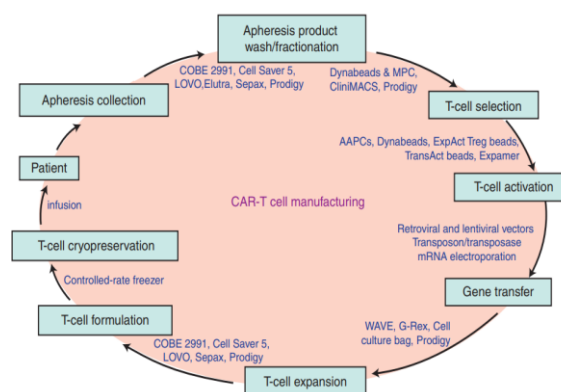 Apheresis product
wash/fractionation
COBE 2991, Cell Saver 5,
LOVO,Elutra, Sepax, Prodigy
Dynabeads & MPC,
CliniMACS, Prodigy
Apheresis collection
T-cell selection
AAPCs, Dynabeads, ExpAct Treg beads,
TransAct beads, Expamer
Patient
T-cell activation
infusion
CAR-T cell manufacturing
Retroviral and lentiviral vectors
Transposon/transposase
mRNA electroporation
T-cell cryopreservation
Controlled-rate freezer
Gene transfer
T-cell formulation
WAVE, G-Rex, Cell
culture bag, Prodigy
COBE 2991, Cell Saver 5,
LOVO, Sepax, Prodigy
T-cell expansion